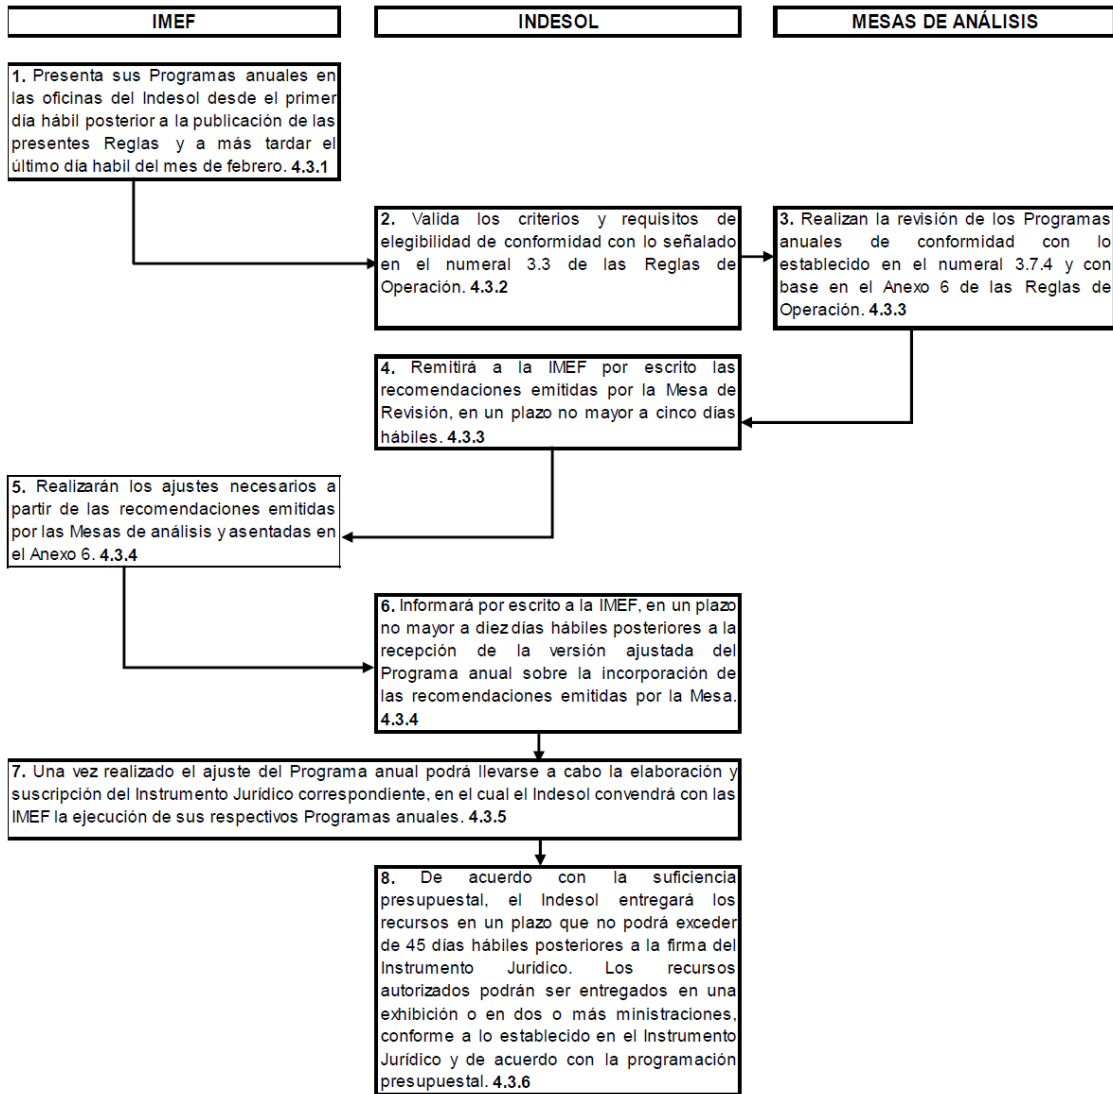 IMEF
INDESOL
MESAS DE ANÁLISIS
1. Presenta sus Programas anuales en
las oficinas del Indesol desde el primer
día hábil posterior a la publicación de las
presentes Reglas y a más tardar el
último día habil del mes de febrero. 4.3.1
2. Valida los criterios y requisitos de
elegibilidad de conformidad con lo señalado
en el numeral 3.3 de las Reglas de
Operación. 4.3.2
3. Realizan la revisión de los Programas
anuales de conformidad con lo
establecido en el numeral 3.7.4 y con
base en el Anexo 6 de las Reglas de
Operación. 4.3.3
4. Remitirá a la IMEF por escrito las
recomendaciones emitidas por la Mesa de
Revisión, en un plazo no mayor a cinco días
hábiles. 4.3.3
5. Realizarán los ajustes necesarios a
partir de las recomendaciones emitidas
por las Mesas de análisis y asentadas en
el Anexo 6. 4.3.4
6. Informará por escrito a la IMEF, en un plazo
no mayor a diez días hábiles posteriores a la
recepción de la versión ajustada del
Programa anual sobre la incorporación de
las recomendaciones emitidas por la Mesa.
4.3.4
7. Una vez realizado el ajuste del Programa anual podrá llevarse a cabo la elaboración y
suscripción del Instrumento Jurídico correspondiente, en el cual el Indesol convendrá con las
IMEF la ejecución de sus respectivos Programas anuales. 4.3.5
8. De acuerdo con la suficiencia
presupuestal, el Indesol entregará los
recursos en un plazo que no podrá exceder
de 45 días hábiles posteriores a la firma del
Instrumento Jurídico. Los recursos
autorizados podrán ser entregados en una
exhibición o en dos o más ministraciones,
conforme a lo establecido en el Instrumento
Jurídico y de acuerdo con la programación
presupuestal. 4.3.6